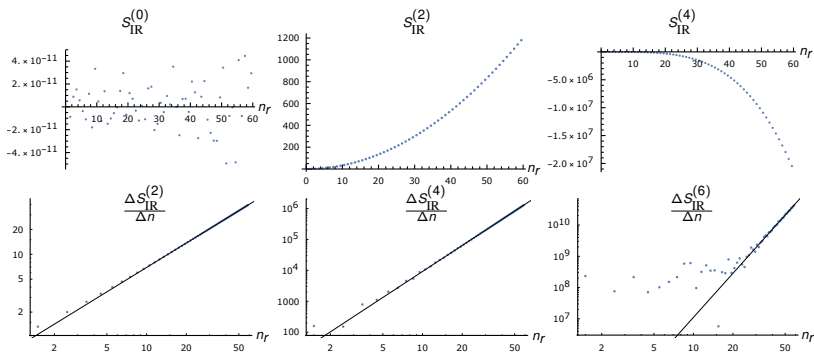 S_IR^(0)
4. × 10^-11
2. × 10^-11
-2. × 10^-11
-4. × 10^-11
10 20 30 40 50 60 n_r
S_IR^(2)
1200
1000
800
600
400
200
0 10 20 30 40 50 60 n_r
S_IR^(4)
0 10 20 30 40 50 60 n_r
-5.0 × 10^6
-1.0 × 10^7
-1.5 × 10^7
-2.0 × 10^7
ΔS_IR^(2)
Δn
20
10
5
2
2 5 10 20 50 n_r
ΔS_IR^(4)
Δn
10^6
10^5
10^4
1000
100
2 5 10 20 50 n_r
ΔS_IR^(6)
Δn
10^10
10^9
10^8
10^7
2 5 10 20 50 n_r